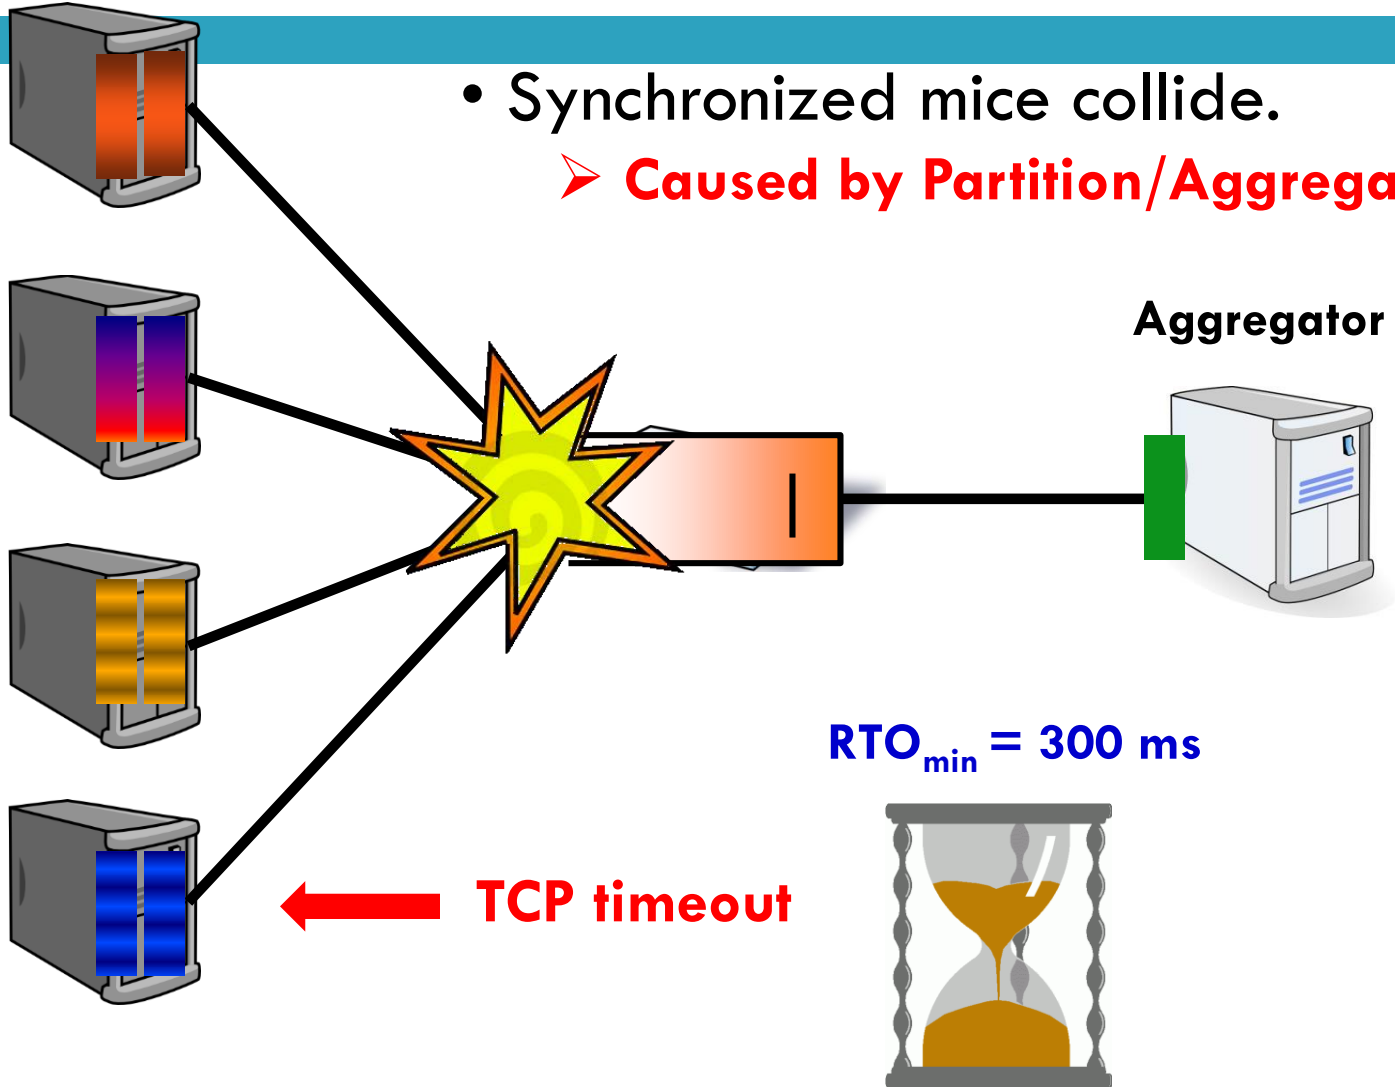 • Synchronized mice collide.
➢ Caused by Partition/Aggrega
Aggregator
RTOmin = 300 ms
TCP timeout